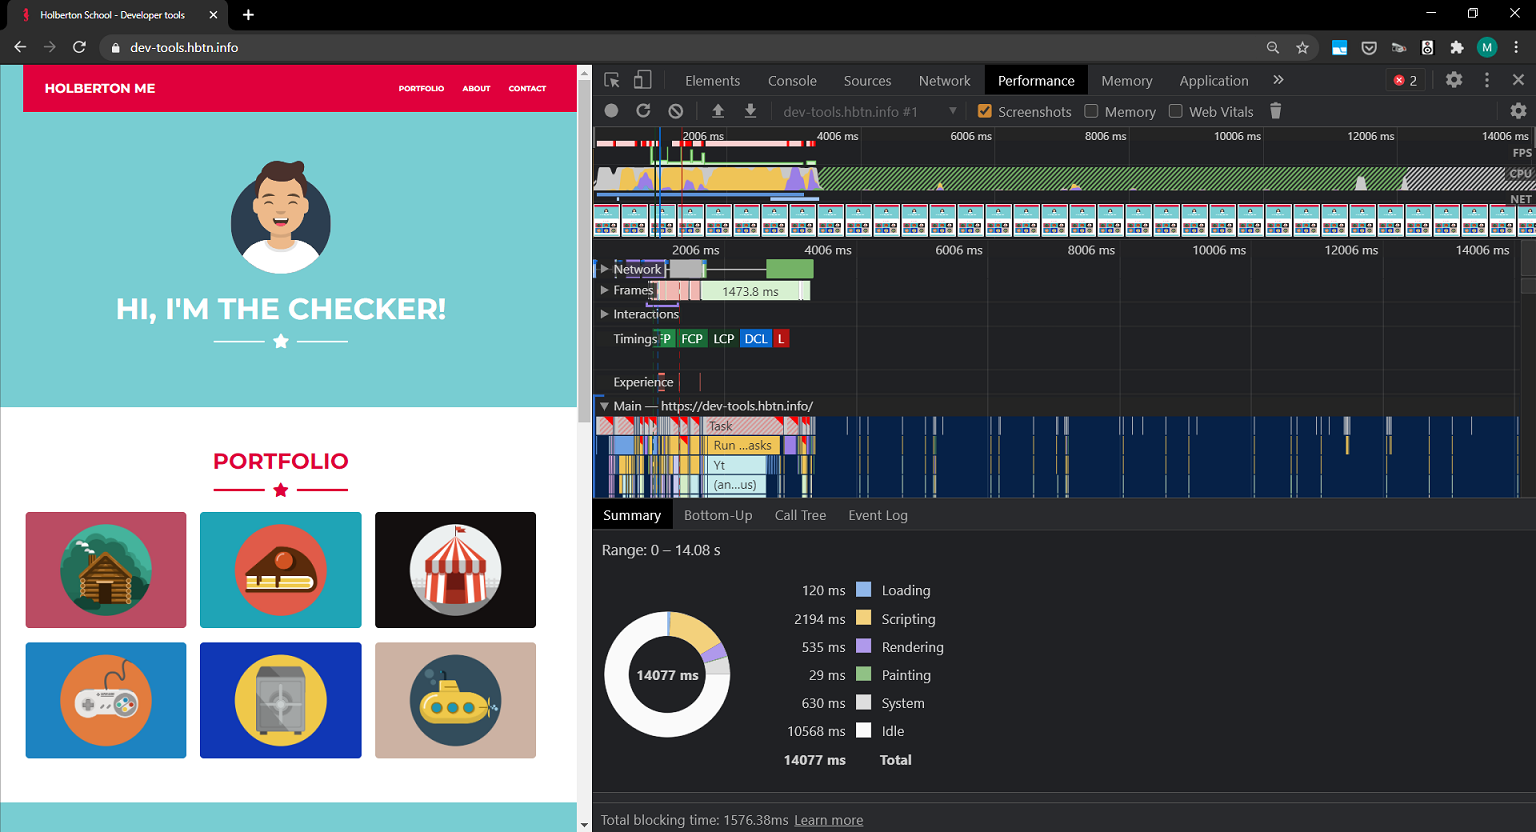 Holberton School - Developer tools
dev-tools.hbtn.info
M
HOLBERTON ME
PORTFOLIO ABOUT CONTACT
HI, I'M THE CHECKER!
PORTFOLIO
Elements Console Sources Network Performance Memory Application » 2
dev-tools.hbtn.info #1 Screenshots Memory Web Vitals
2006 ms 4006 ms 6006 ms 8006 ms 10006 ms 12006 ms 14006 ms
FPS
CPU
NET
2006 ms 4006 ms 6006 ms 8006 ms 10006 ms 12006 ms 14006 ms
Network
Frames 1473.8 ms
Interactions
Timings FP FCP LCP DCL L
Experience
Main — https://dev-tools.hbtn.info/
Task
Run ...asks
Yt
(an...us)
Summary Bottom-Up Call Tree Event Log
Range: 0 – 14.08 s
14077 ms
120 ms Loading
2194 ms Scripting
535 ms Rendering
29 ms Painting
630 ms System
10568 ms Idle
14077 ms Total
Total blocking time: 1576.38ms Learn more